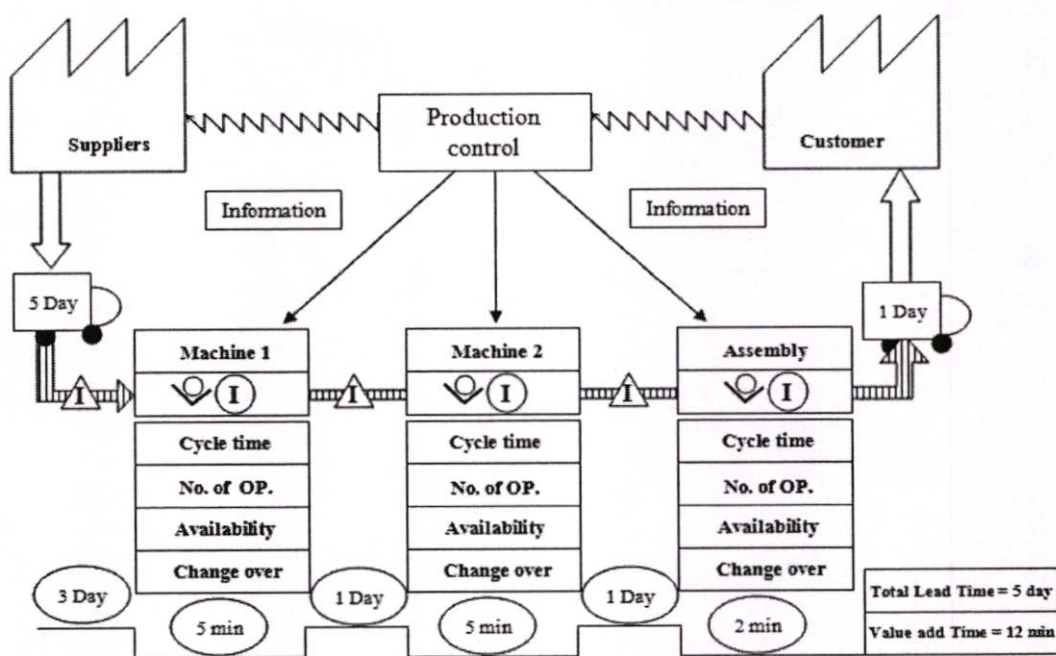 Suppliers
Production
control
Customer
Information
Information
5 Day
1 Day
Machine 1
Machine 2
Assembly
I
I
I
I
I
I
Cycle time
Cycle time
Cycle time
No. of OP.
No. of OP.
No. of OP.
Availability
Availability
Availability
Change over
Change over
Change over
3 Day
1 Day
1 Day
5 min
5 min
2 min
Total Lead Time = 5 day
Value add Time = 12 min